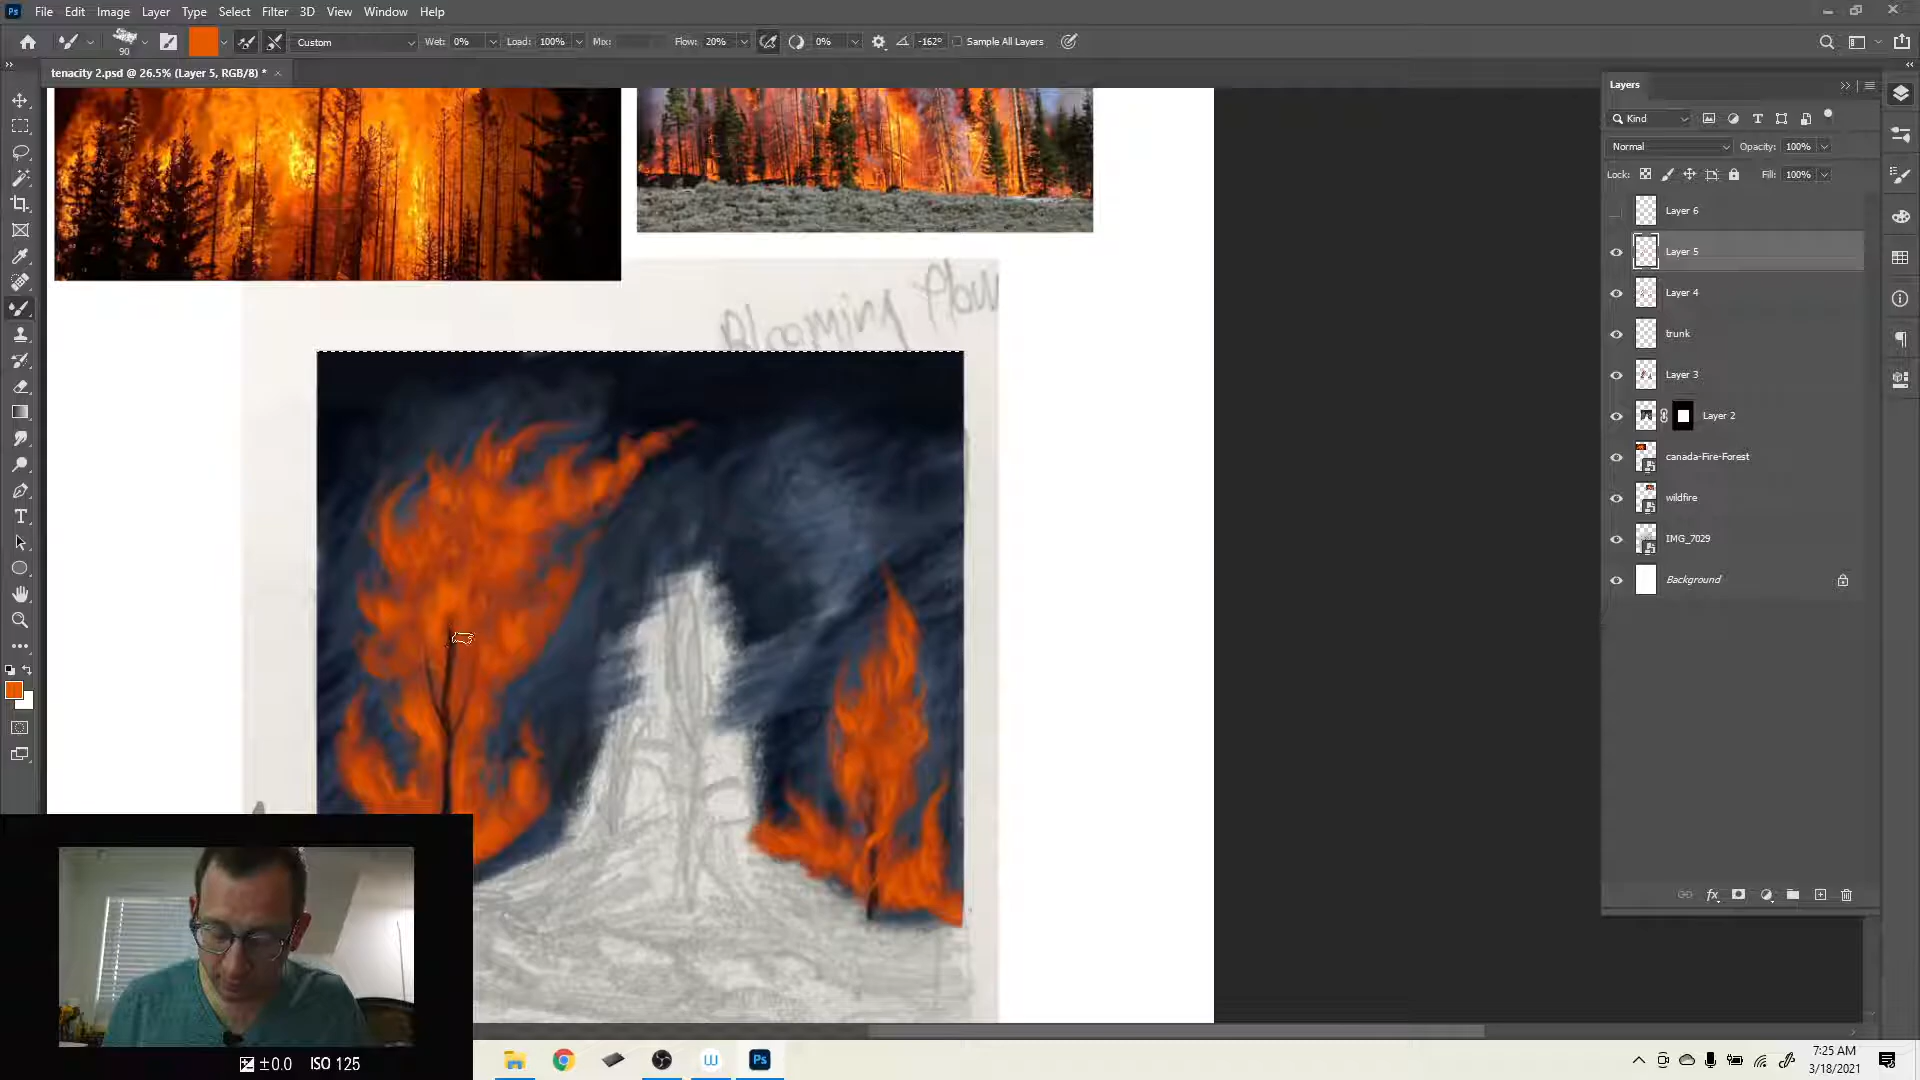 File Edit Image Layer Type Select Filter 3D View Window Help
90 Custom Wet: 0% Load: 100% Mix: Flow: 20% 0% -162° Sample All Layers
tenacity 2.psd @ 26.5% (Layer 5, RGB/8) *
Layers
Kind
Normal Opacity: 100%
Lock: Fill: 100%
Layer 6
Layer 5
Layer 4
trunk
Layer 3
Layer 2
canada-Fire-Forest
wildfire
IMG_7029
Background
Blooming
±0.0 ISO 125
7:25 AM
3/18/2021